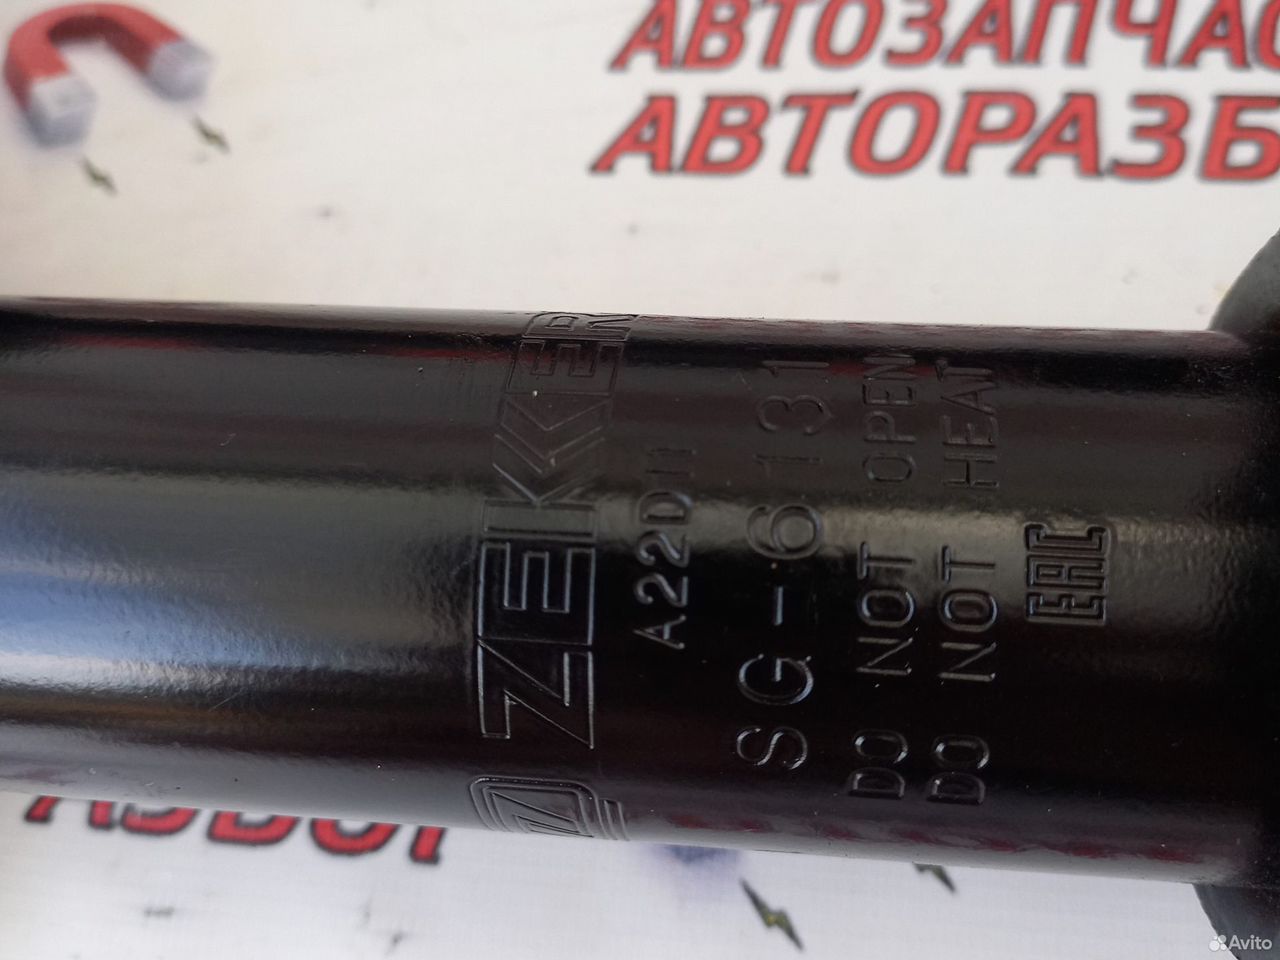 АВТОЗАПЧАС
АВТОРАЗБ
ZEKKERT
A22D11
SG-6131
DO NOT OPEN
DO NOT HEAT
EAC
Avito